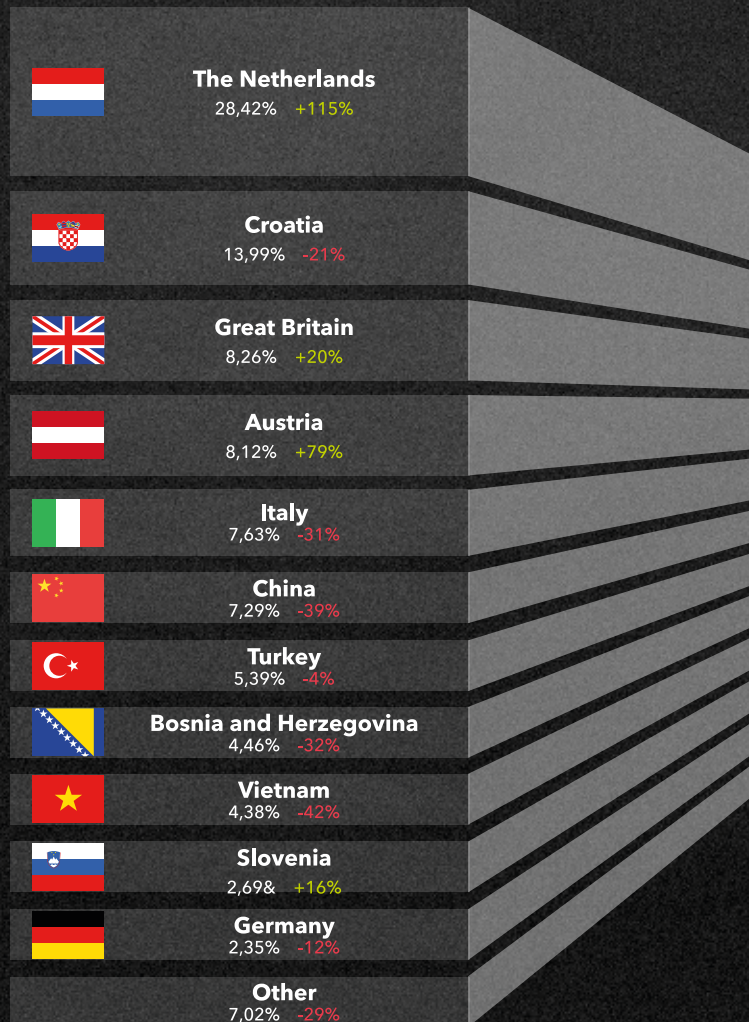 The Netherlands
28,42% +115%
Croatia
13,99% -21%
Great Britain
8,26% +20%
Austria
8,12% +79%
Italy
7,63% -31%
China
7,29% -39%
Turkey
5,39% -4%
Bosnia and Herzegovina
4,46% -32%
Vietnam
4,38% -42%
Slovenia
2,69& +16%
Germany
2,35% -12%
Other
7,02% -29%